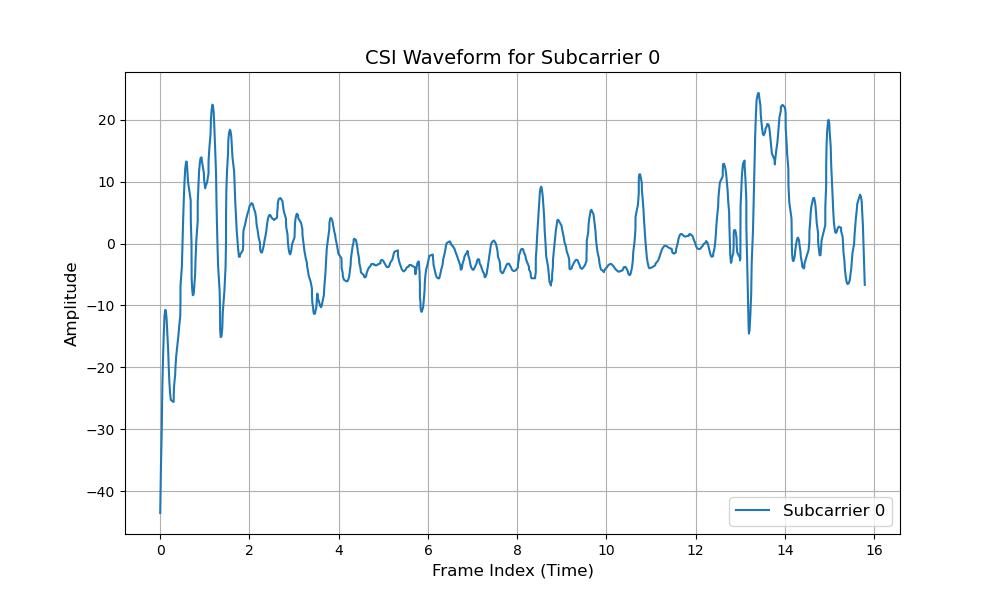 CSI Waveform for Subcarrier 0
20
10
0
−10
−20
−30
−40
Amplitude
Subcarrier 0
0 2 4 6 8 10 12 14 16
Frame Index (Time)